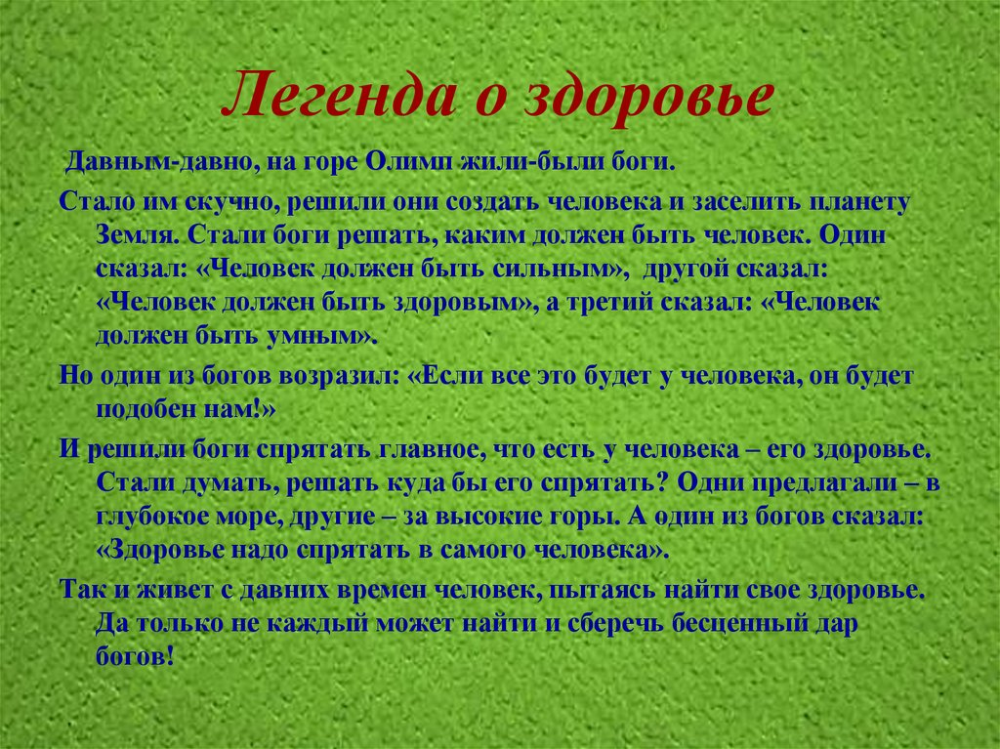 Легенда о здоровье
Давным-давно, на горе Олимп жили-были боги.
Стало им скучно, решили они создать человека и заселить планету
Земля. Стали боги решать, каким должен быть человек. Один
сказал: «Человек должен быть сильным», другой сказал:
«Человек должен быть здоровым», а третий сказал: «Человек
должен быть умным».
Но один из богов возразил: «Если все это будет у человека, он будет
подобен нам!»
И решили боги спрятать главное, что есть у человека – его здоровье.
Стали думать, решать куда бы его спрятать? Одни предлагали – в
глубокое море, другие – за высокие горы. А один из богов сказал:
«Здоровье надо спрятать в самого человека».
Так и живет с давних времен человек, пытаясь найти свое здоровье.
Да только не каждый может найти и сберечь бесценный дар
богов!